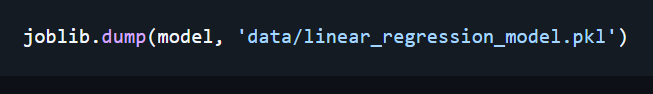 joblib.dump(model, 'data/linear_regression_model.pkl')